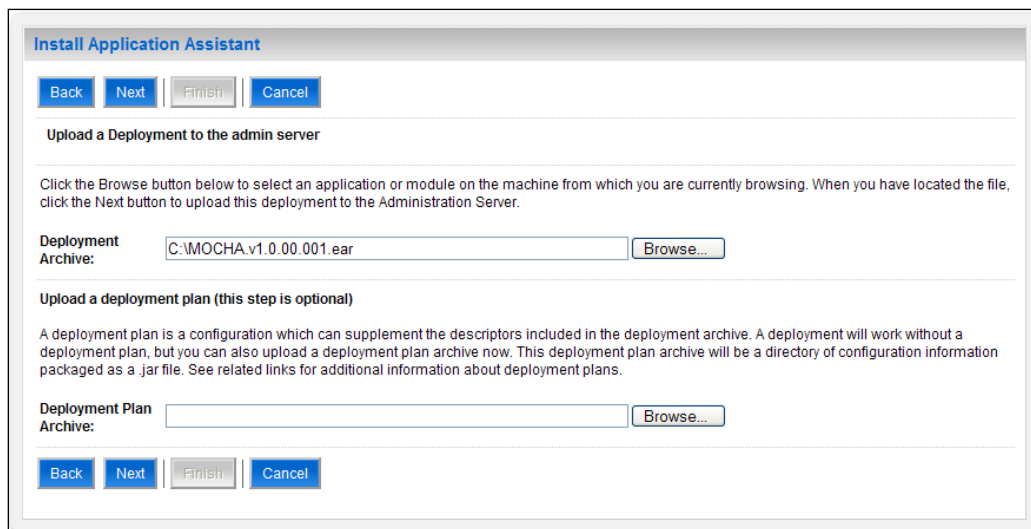 Install Application Assistant
Back Next Finish Cancel
Upload a Deployment to the admin server
Click the Browse button below to select an application or module on the machine from which you are currently browsing. When you have located the file,
click the Next button to upload this deployment to the Administration Server.
Deployment
Archive:
C:\MOCHA.v1.0.00.001.ear Browse...
Upload a deployment plan (this step is optional)
A deployment plan is a configuration which can supplement the descriptors included in the deployment archive. A deployment will work without a
deployment plan, but you can also upload a deployment plan archive now. This deployment plan archive will be a directory of configuration information
packaged as a .jar file. See related links for additional information about deployment plans.
Deployment Plan
Archive:
Browse...
Back Next Finish Cancel